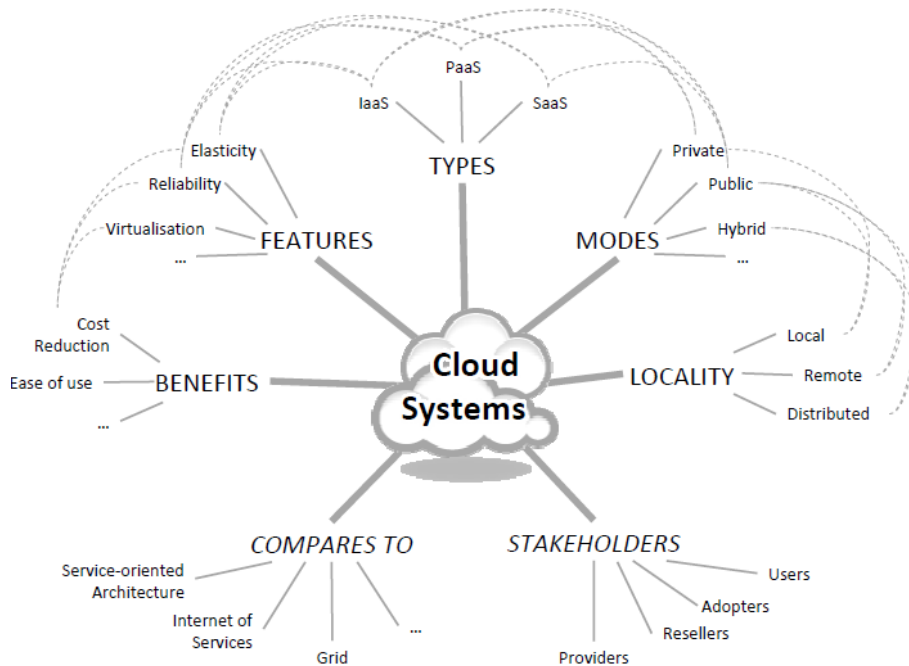 PaaS
IaaS
SaaS
TYPES
Elasticity
Reliability
Virtualisation
...
FEATURES
Private
Public
Hybrid
...
MODES
Cloud
Systems
Cost
Reduction
Ease of use
...
BENEFITS
LOCALITY
Local
Remote
Distributed
COMPARES TO
Service-oriented
Architecture
Internet of
Services
Grid
...
STAKEHOLDERS
Users
Adopters
Resellers
Providers